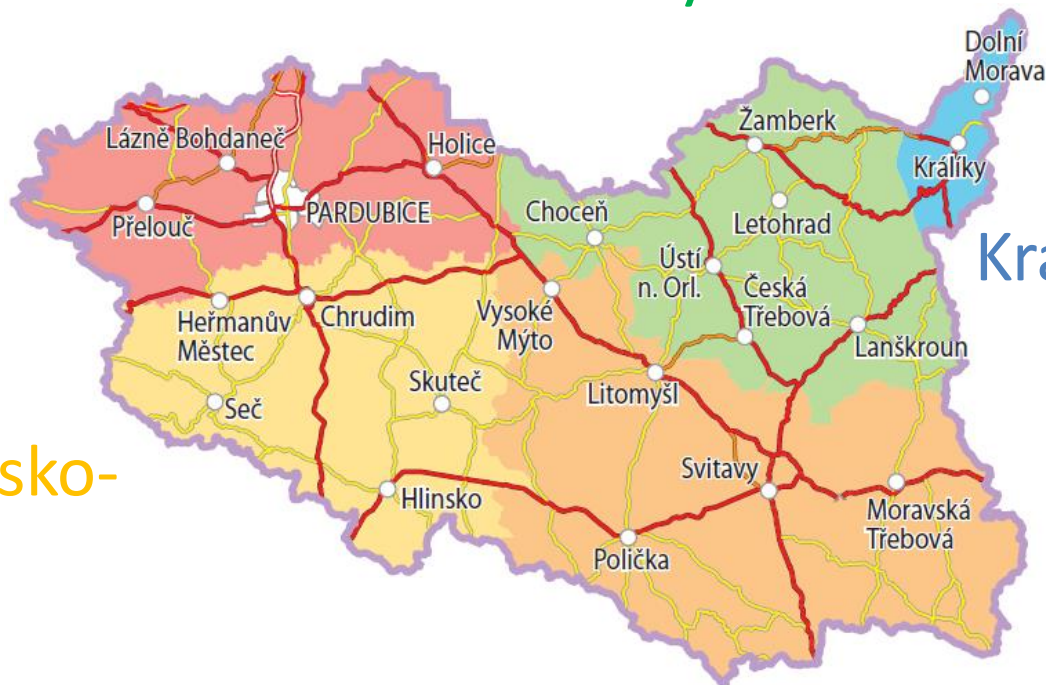 Dolní
Morava
Žamberk
Lázně Bohdaneč
Holice
Králíky
Přelouč
PARDUBICE
Choceň
Letohrad
Ústí
n. Orl.
Česká
Třebová
Heřmanův
Městec
Chrudim
Vysoké
Mýto
Lanškroun
Skuteč
Litomyšl
Seč
Svitavy
Hlinsko
Moravská
Třebová
Polička
sko-
Krá